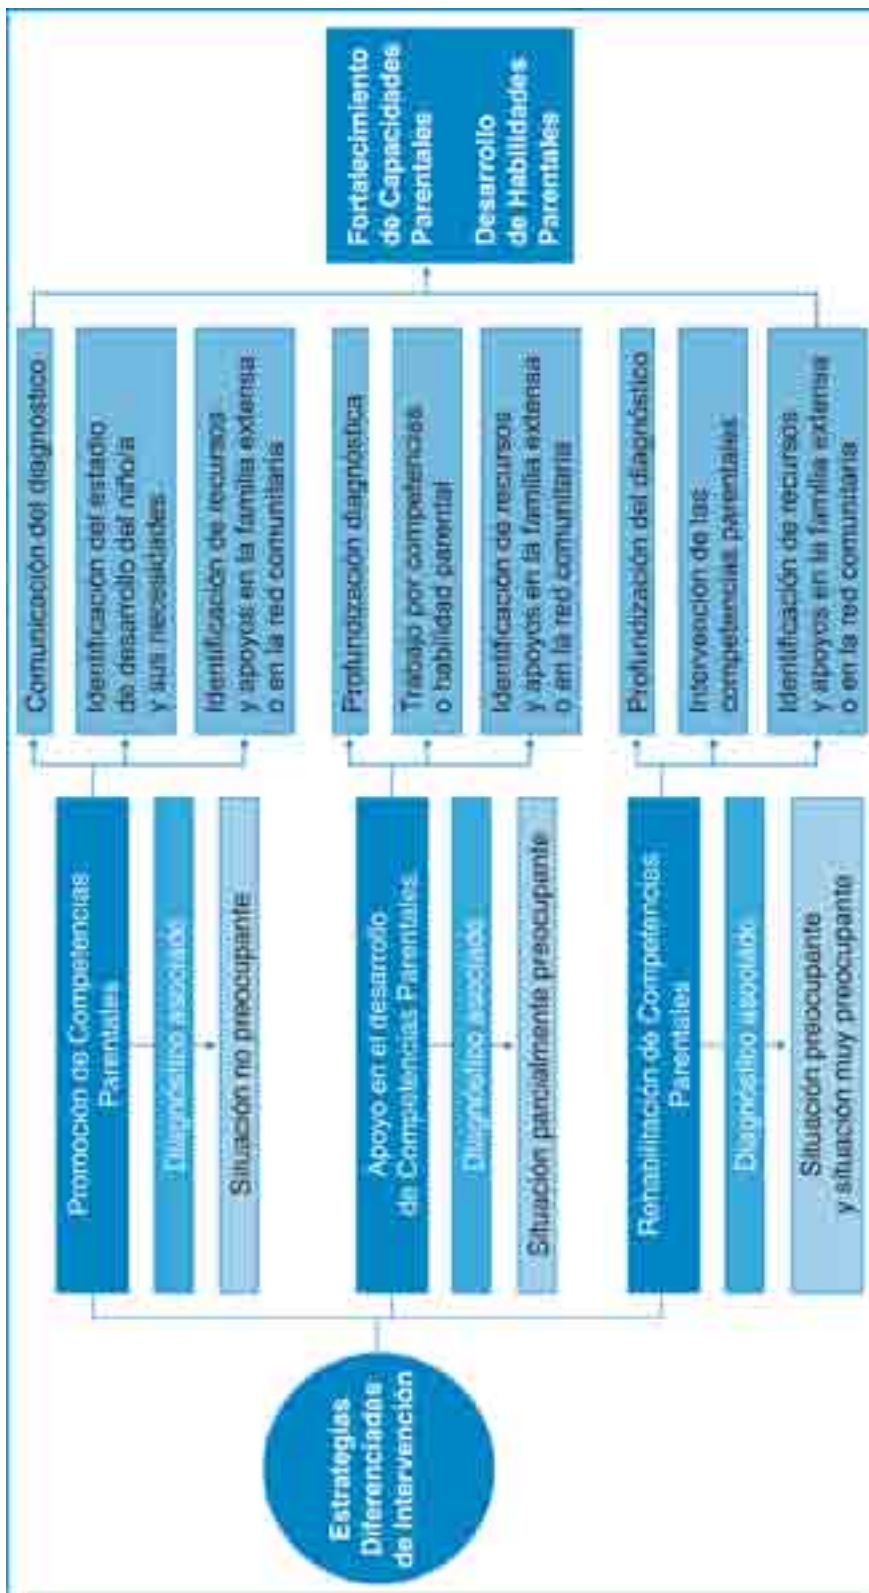 Estrategias
Diferenciadas
de Intervención
Promoción de Competencias
Parentales
Diagnóstico asociado
Situación no preocupante
Comunicación del diagnóstico
Identificación del estadio
de desarrollo del niño/a
y sus necesidades
Identificación de recursos
y apoyos en la familia extensa
o en la red comunitaria
Apoyo en el desarrollo
de Competencias Parentales
Diagnóstico asociado
Situación parcialmente preocupante
Profundización diagnóstica
Trabajo por competencias
o habilidad parental
Identificación de recursos
y apoyos en la familia extensa
o en la red comunitaria
Rehabilitación de Competencias
Parentales
Diagnóstico asociado
Situación preocupante
y situación muy preocupante
Profundización del diagnóstico
Intervención de las
competencias parentales
Identificación de recursos
y apoyos en la familia extensa
o en la red comunitaria
Fortalecimiento
de Capacidades
Parentales
Desarrollo
de Habilidades
Parentales